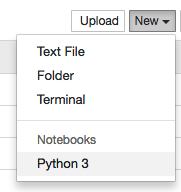 Upload New
Text File
Folder
Terminal
Notebooks
Python 3